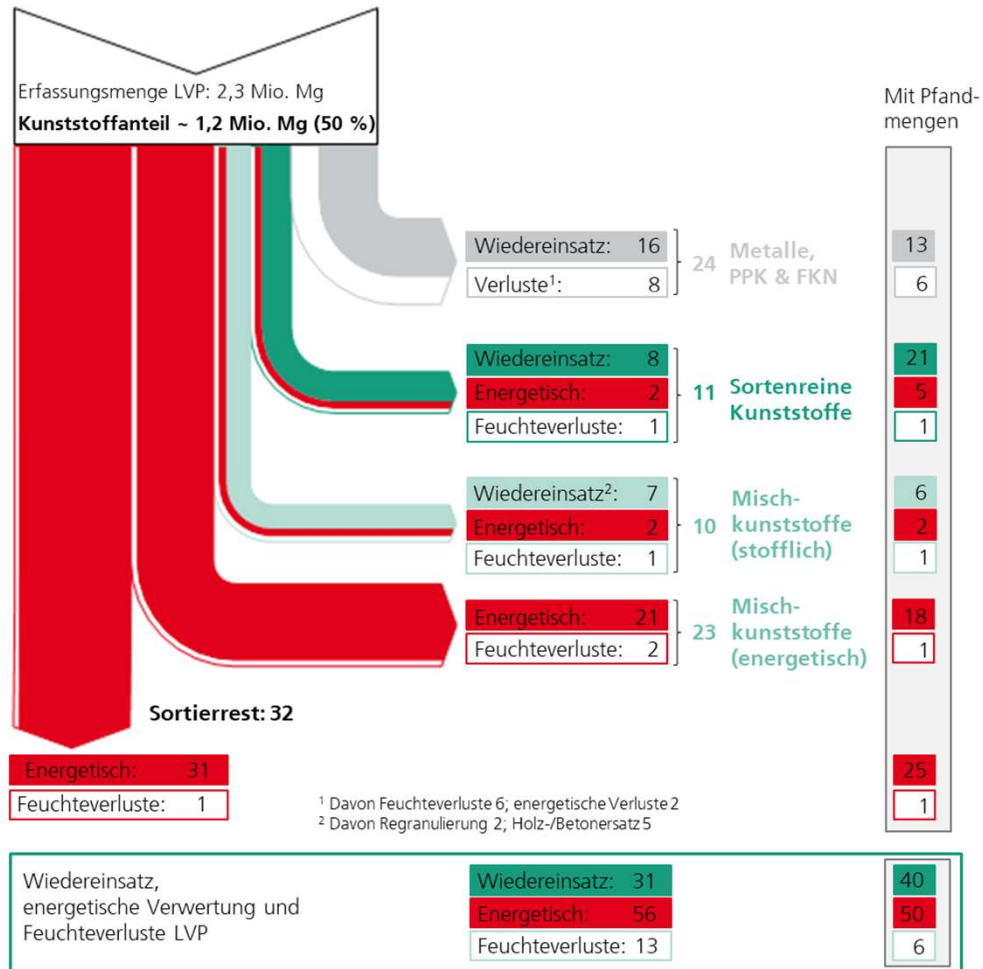 Erfassungsmenge LVP: 2,3 Mio. Mg
Kunststoffanteil ~ 1,2 Mio. Mg (50 %)
Mit Pfand-
mengen
Wiedereinsatz: 16
Verluste¹: 8
24
Metalle,
PPK & FKN
13
6
Wiedereinsatz: 8
Energetisch: 2
Feuchteverluste: 1
11
Sortenreine
Kunststoffe
21
5
1
Wiedereinsatz²: 7
Energetisch: 2
Feuchteverluste: 1
10
Misch-
kunststoffe
(stofflich)
6
2
1
Energetisch: 21
Feuchteverluste: 2
23
Misch-
kunststoffe
(energetisch)
18
1
Sortierrest: 32
Energetisch: 31
Feuchteverluste: 1
25
1
¹ Davon Feuchteverluste 6; energetische Verluste 2
² Davon Regranulierung 2; Holz-/Betonersatz 5
Wiedereinsatz,
energetische Verwertung und
Feuchteverluste LVP
Wiedereinsatz: 31
Energetisch: 56
Feuchteverluste: 13
40
50
6